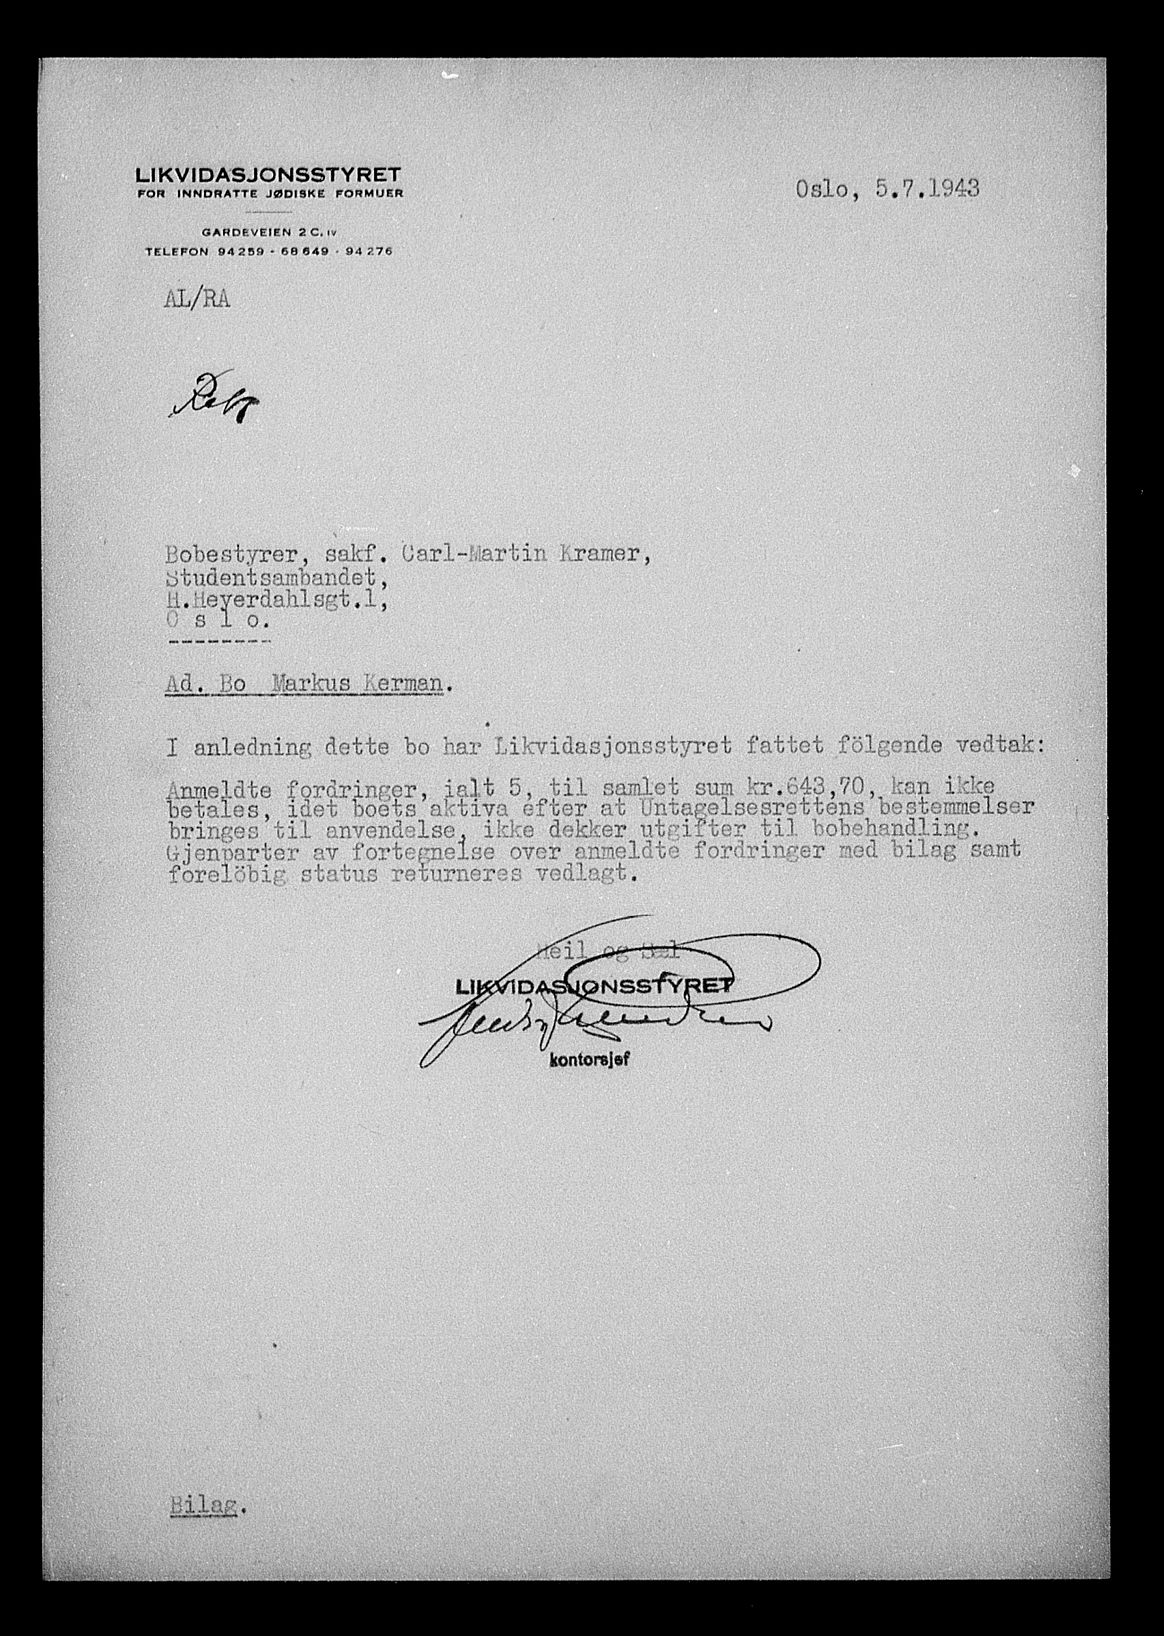 LIKVIDASJONSSTYRET
FOR INNDRATTE JØDISKE FORMUER
GARDEVEIEN 2 C. IV
TELEFON 94259 - 68649 - 94276
Oslo, 5.7.1943
AL/RA
Bobestyrer, sakf. Carl-Martin Kramer,
Studentsambandet,
H.Heyerdahlsgt.1,
O s l o.
Ad. Bo Markus Kerman.
I anledning dette bo har Likvidasjonsstyret fattet fölgende vedtak:
Anmeldte fordringer, ialt 5, til samlet sum kr.643,70, kan ikke
betales, idet boets aktiva efter at Untagelsesrettens bestemmelser
bringes til anvendelse, ikke dekker utgifter til bobehandling.
Gjenparter av fortegnelse over anmeldte fordringer med bilag samt
forelöbig status returneres vedlagt.
Heil og Sæl
LIKVIDASJONSSTYRET
kontorsjef
Bilag.